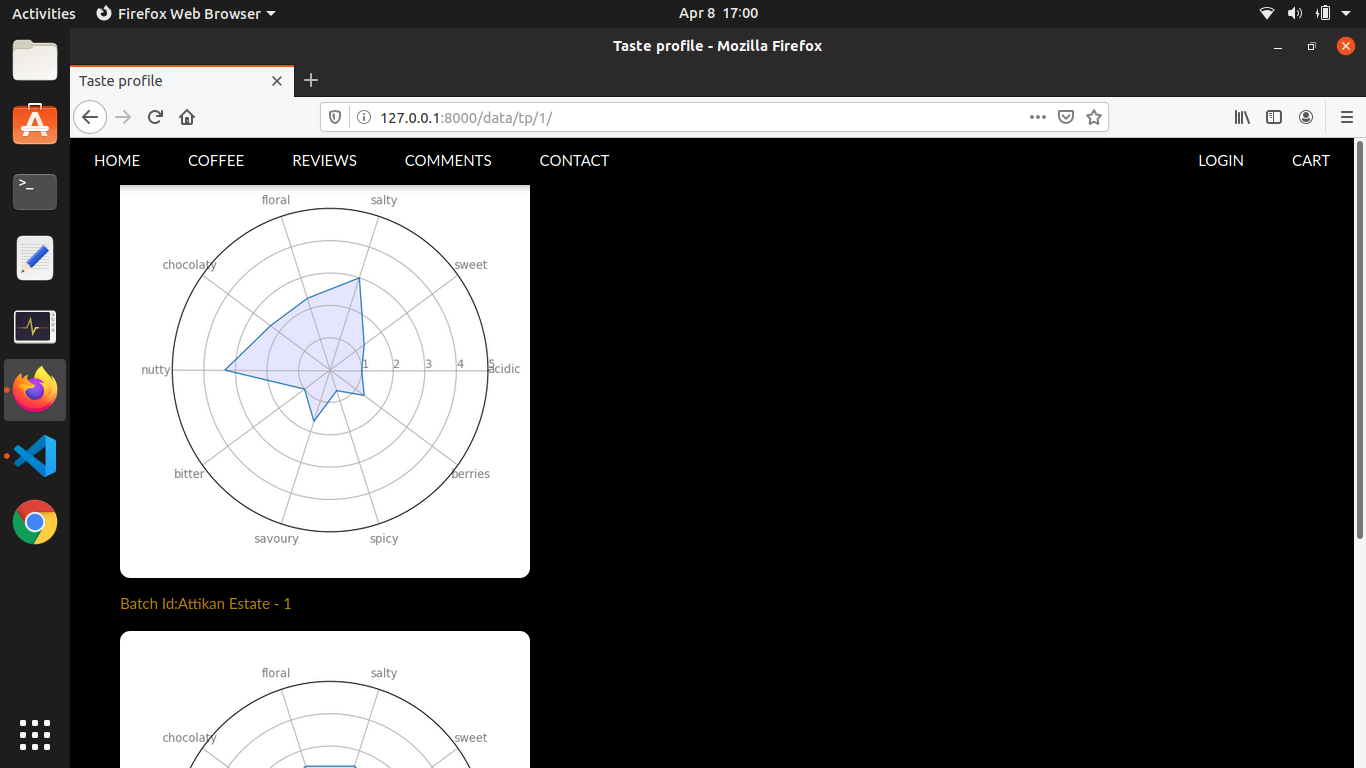 Activities Firefox Web Browser Apr 8 17:00
Taste profile - Mozilla Firefox
Taste profile
127.0.0.1:8000/data/tp/1/
HOME COFFEE REVIEWS COMMENTS CONTACT LOGIN CART
floral salty
chocolaty sweet
nutty 1 2 3 4 5 acidic
bitter berries
savoury spicy
Batch Id:Attikan Estate - 1
floral salty
chocolaty sweet